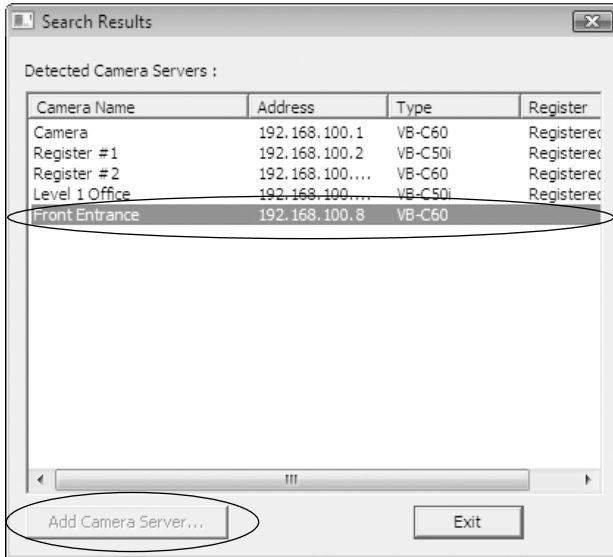 Search Results
Detected Camera Servers :
Camera Name Address Type Register
Camera 192.168.100.1 VB-C60 Registered
Register #1 192.168.100.2 VB-C50i Registered
Register #2 192.168.100.... VB-C60 Registered
Level 1 Office 192.168.100.... VB-C50i Registered
Front Entrance 192.168.100.8 VB-C60
Add Camera Server... Exit